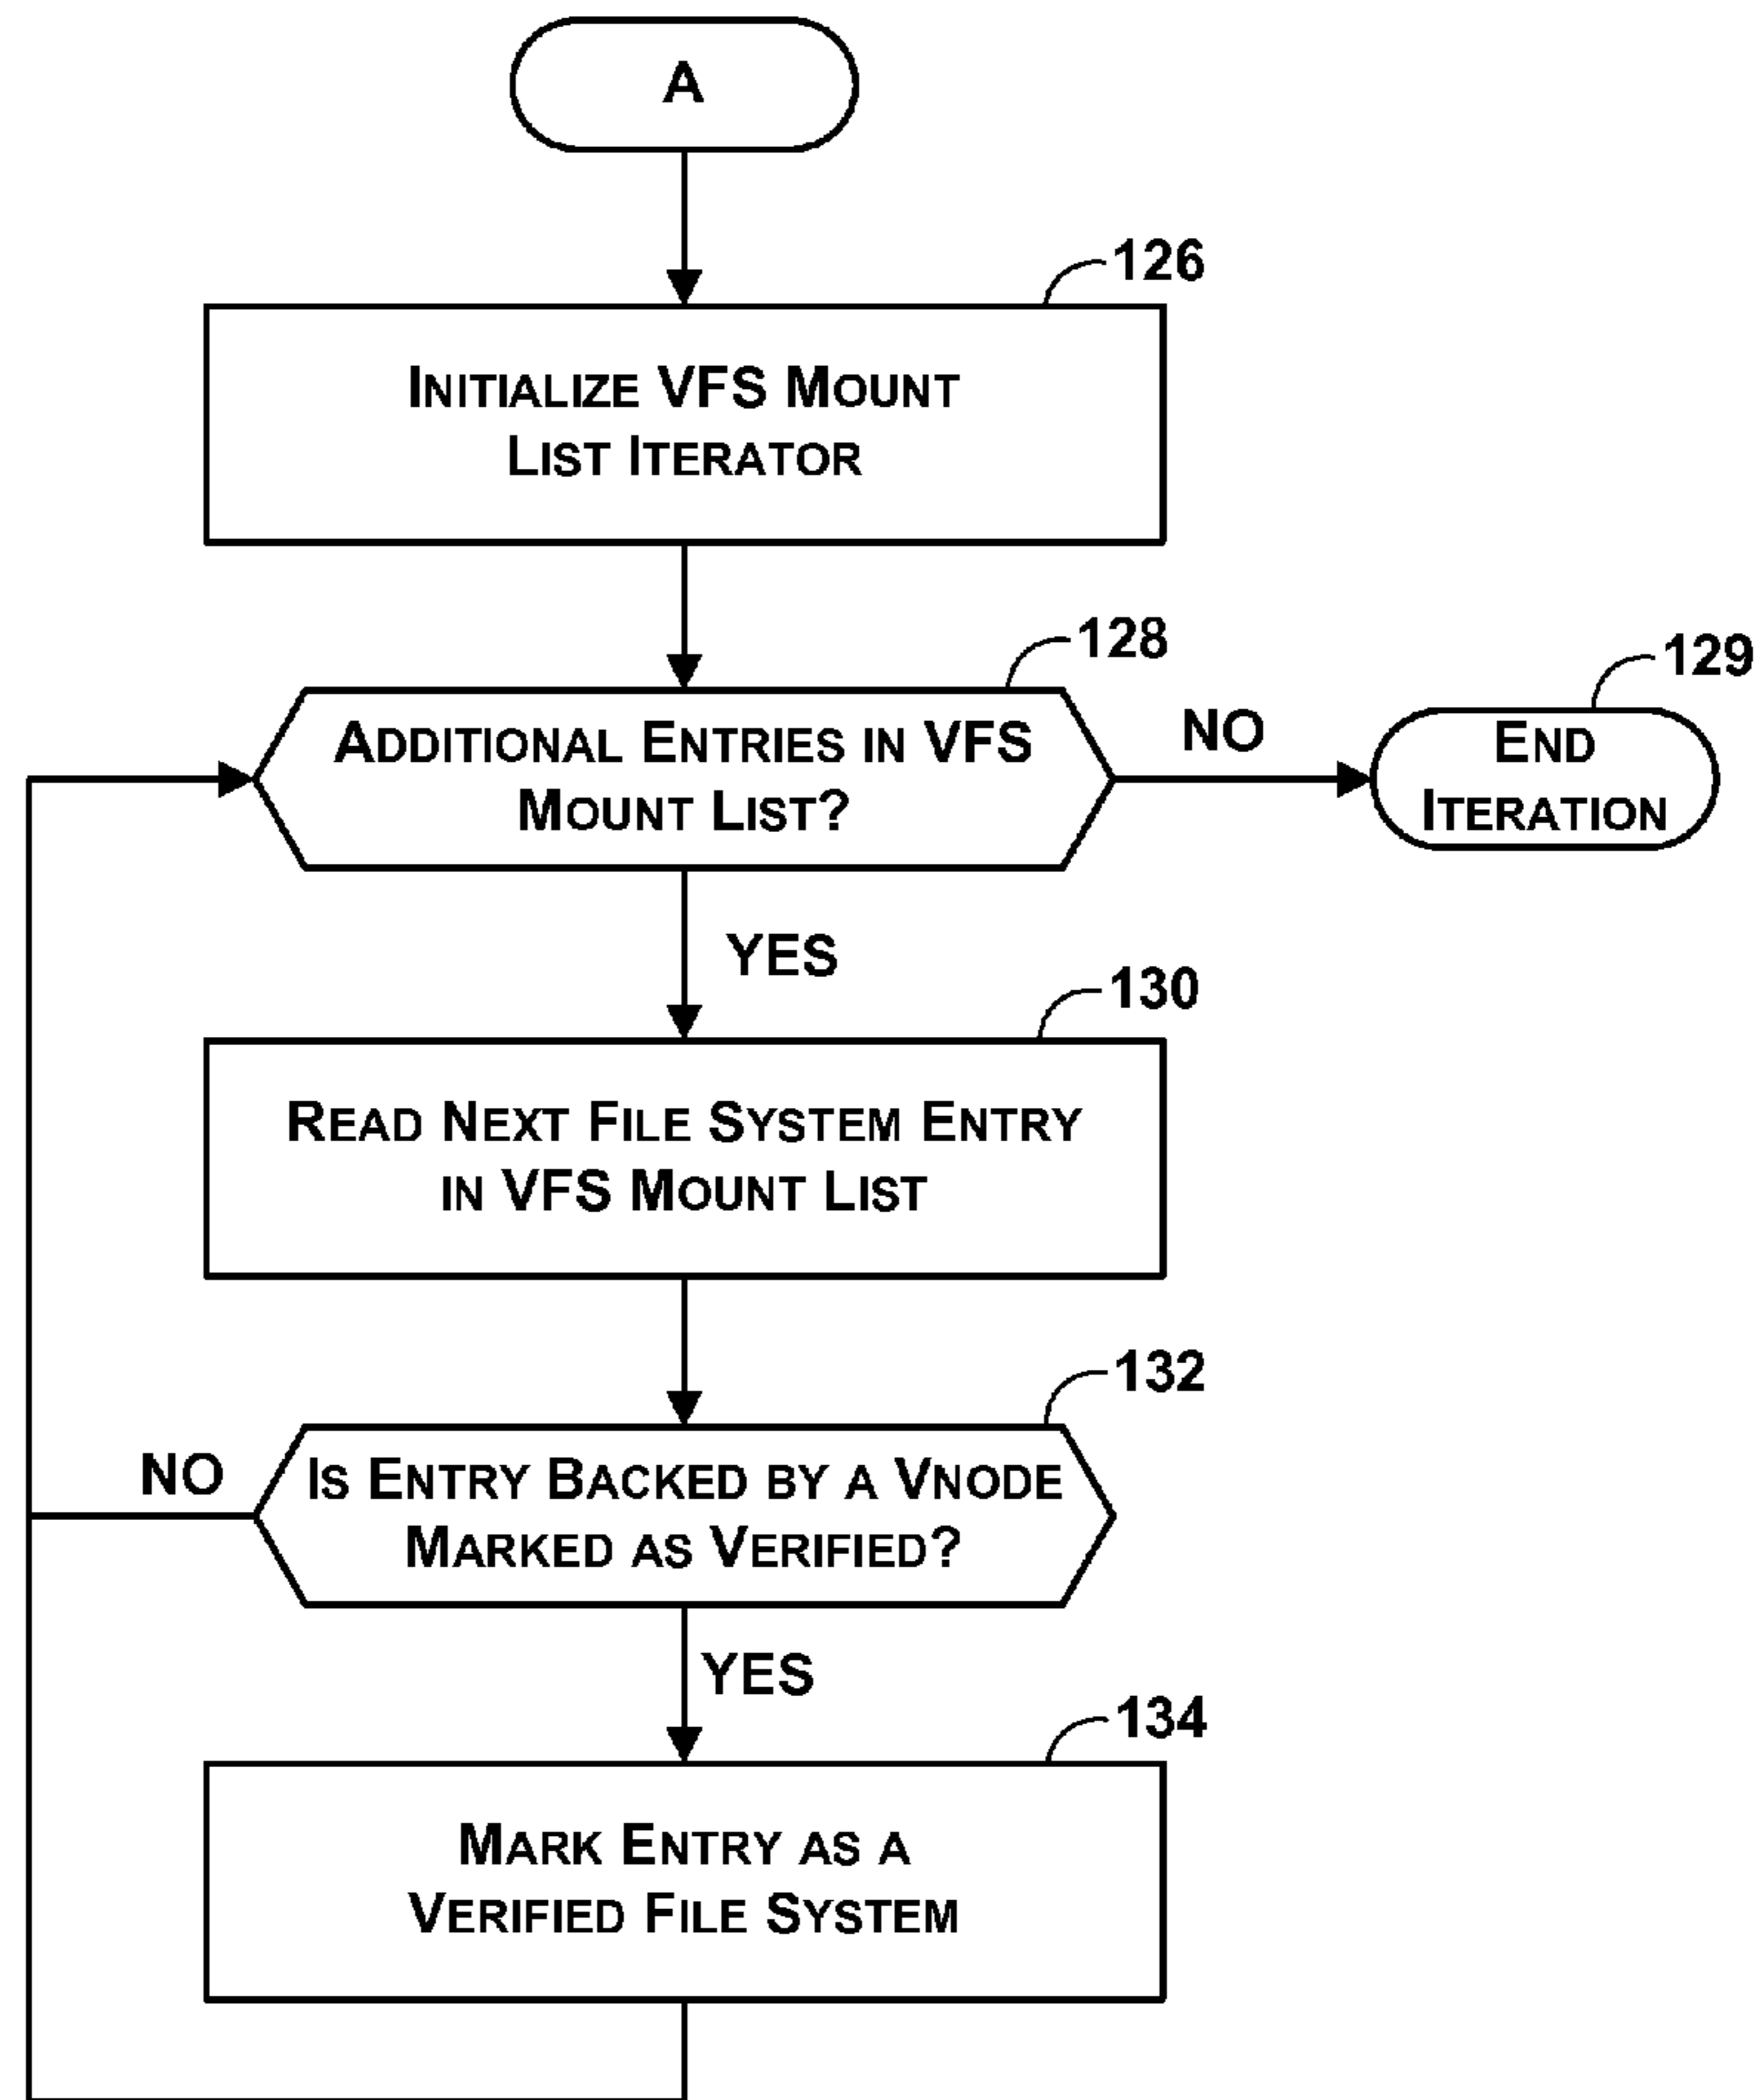 A
126
INITIALIZE VFS MOUNT
LIST ITERATOR
128
ADDITIONAL ENTRIES IN VFS
MOUNT LIST?
NO
129
END
ITERATION
YES
130
READ NEXT FILE SYSTEM ENTRY
IN VFS MOUNT LIST
132
NO
IS ENTRY BACKED BY A VNODE
MARKED AS VERIFIED?
YES
134
MARK ENTRY AS A
VERIFIED FILE SYSTEM